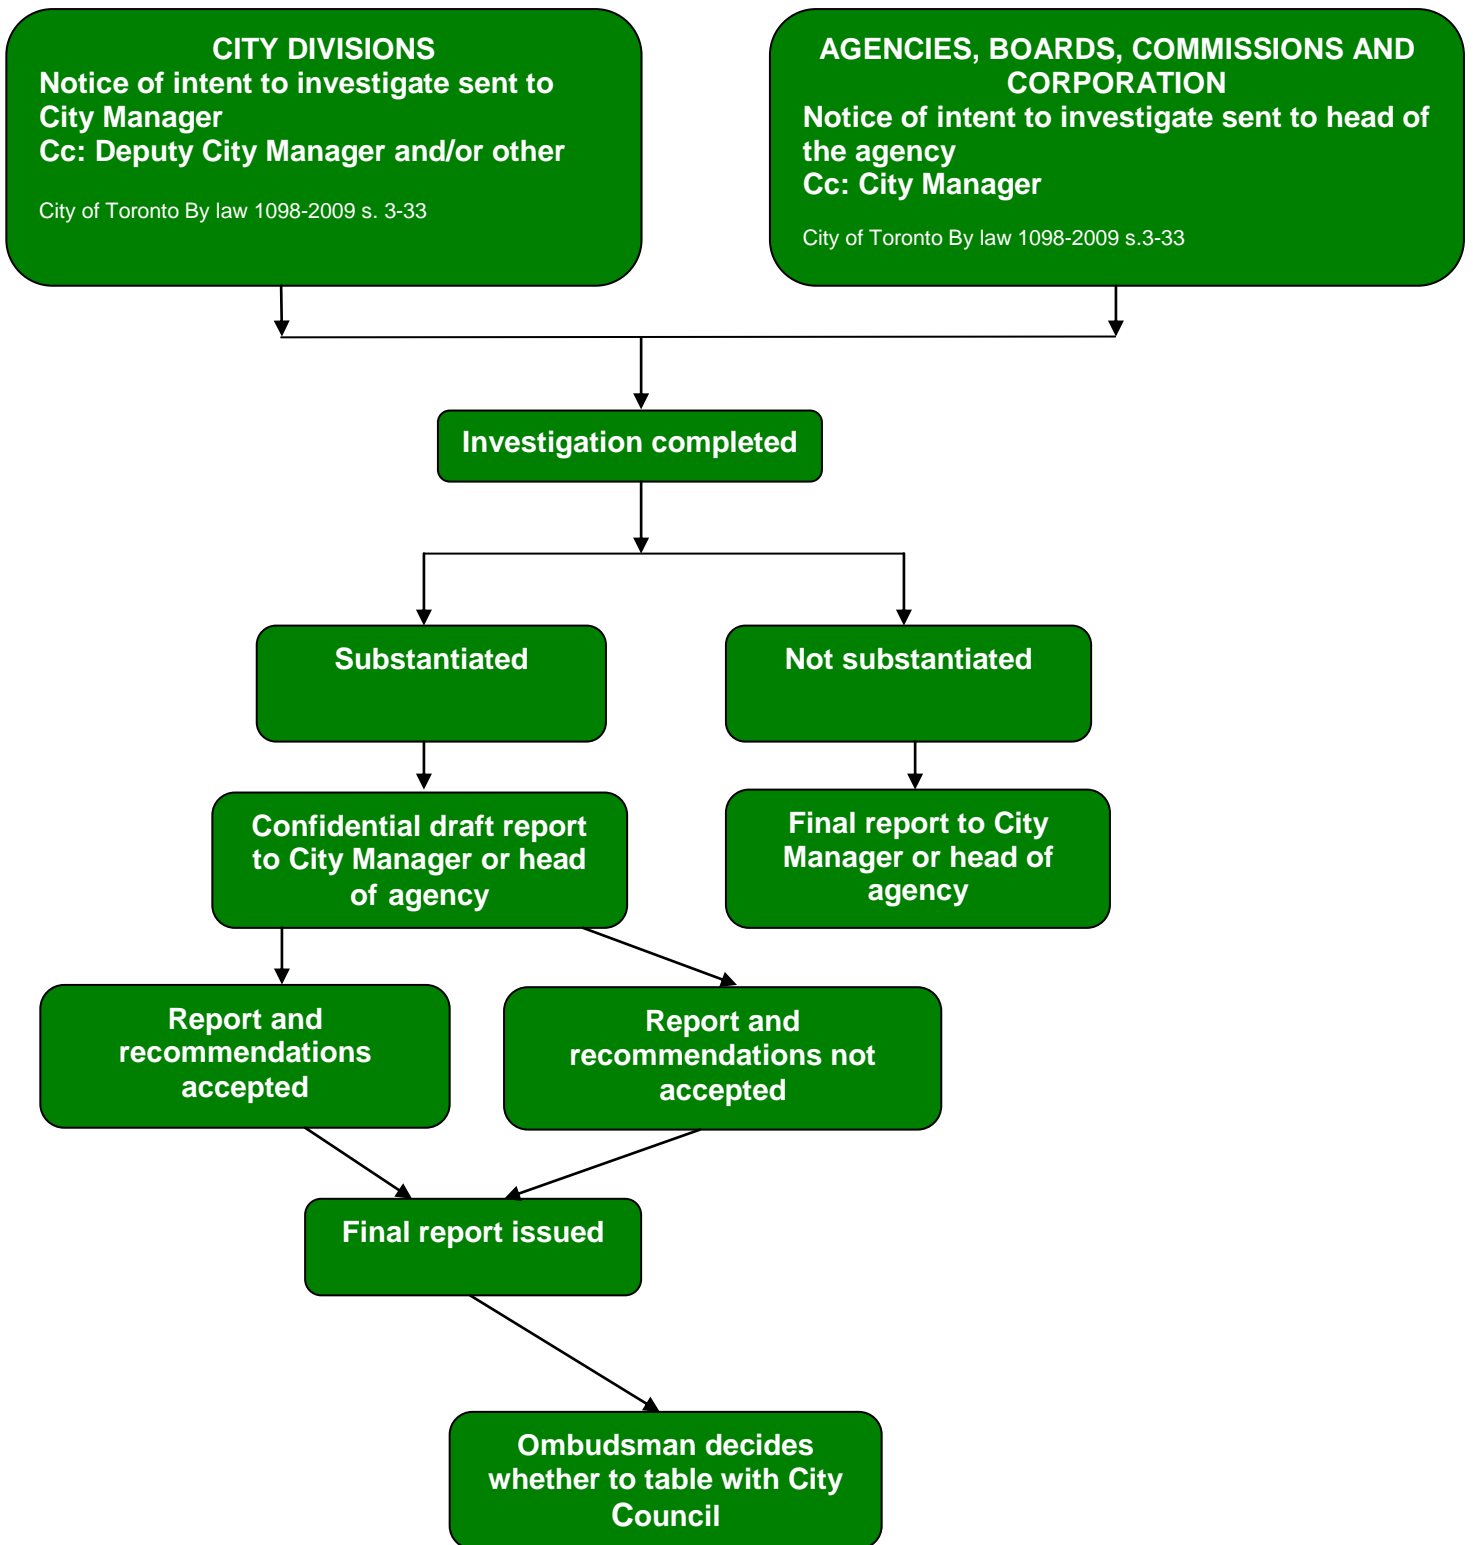 CITY DIVISIONS
Notice of intent to investigate sent to
City Manager
Cc: Deputy City Manager and/or other
City of Toronto By law 1098-2009 s. 3-33
AGENCIES, BOARDS, COMMISSIONS AND
CORPORATION
Notice of intent to investigate sent to head of
the agency
Cc: City Manager
City of Toronto By law 1098-2009 s.3-33
Investigation completed
Substantiated
Not substantiated
Confidential draft report
to City Manager or head
of agency
Final report to City
Manager or head of
agency
Report and
recommendations
accepted
Report and
recommendations not
accepted
Final report issued
Ombudsman decides
whether to table with City
Council